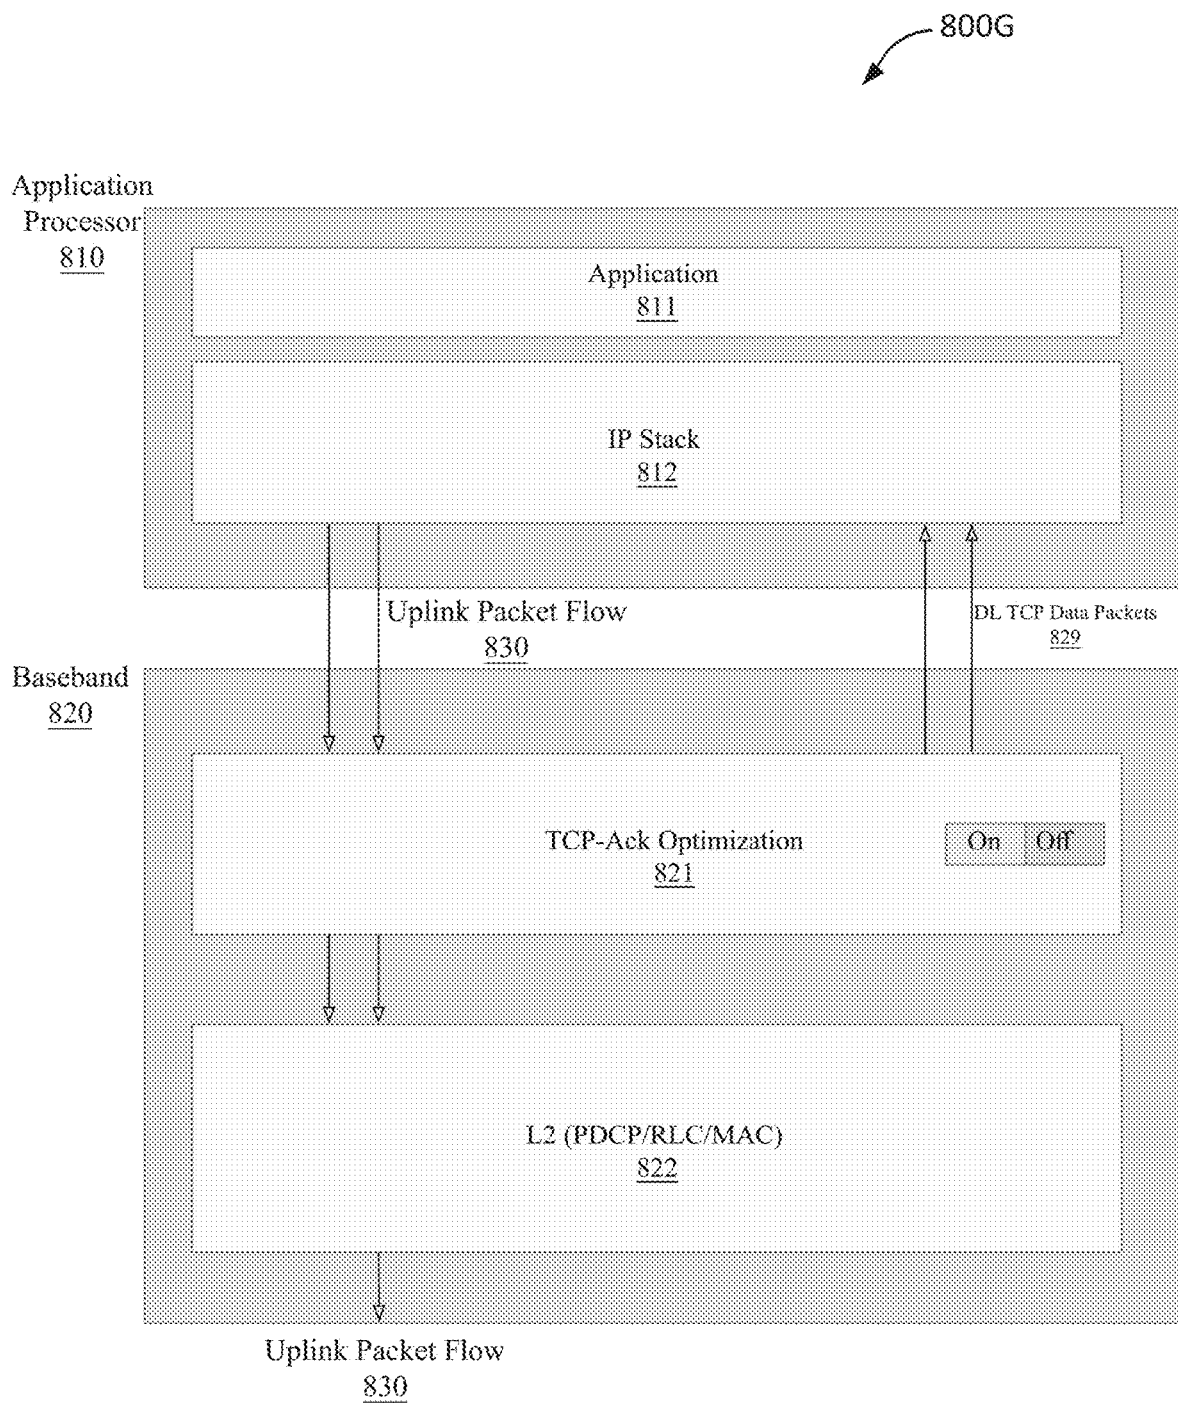 800G
Application
Processor
810
Application
811
IP Stack
812
Uplink Packet Flow
830
DL TCP Data Packets
829
Baseband
820
TCP-Ack Optimization
821
On Off
L2 (PDCP/RLC/MAC)
822
Uplink Packet Flow
830